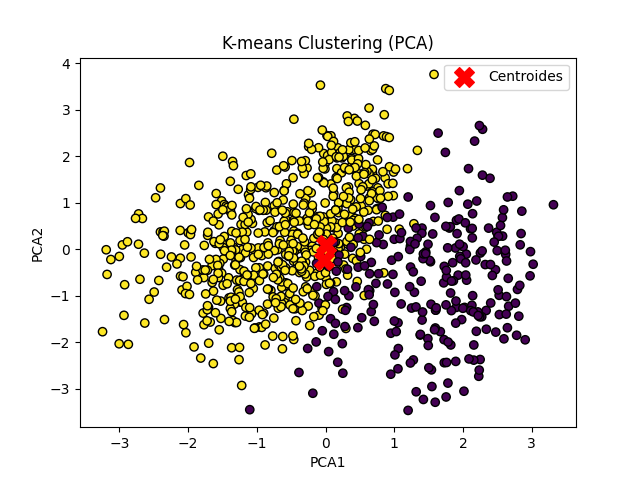 K-means Clustering (PCA)
Centroides
4
3
2
1
0
−1
−2
−3
PCA2
−3 −2 −1 0 1 2 3
PCA1